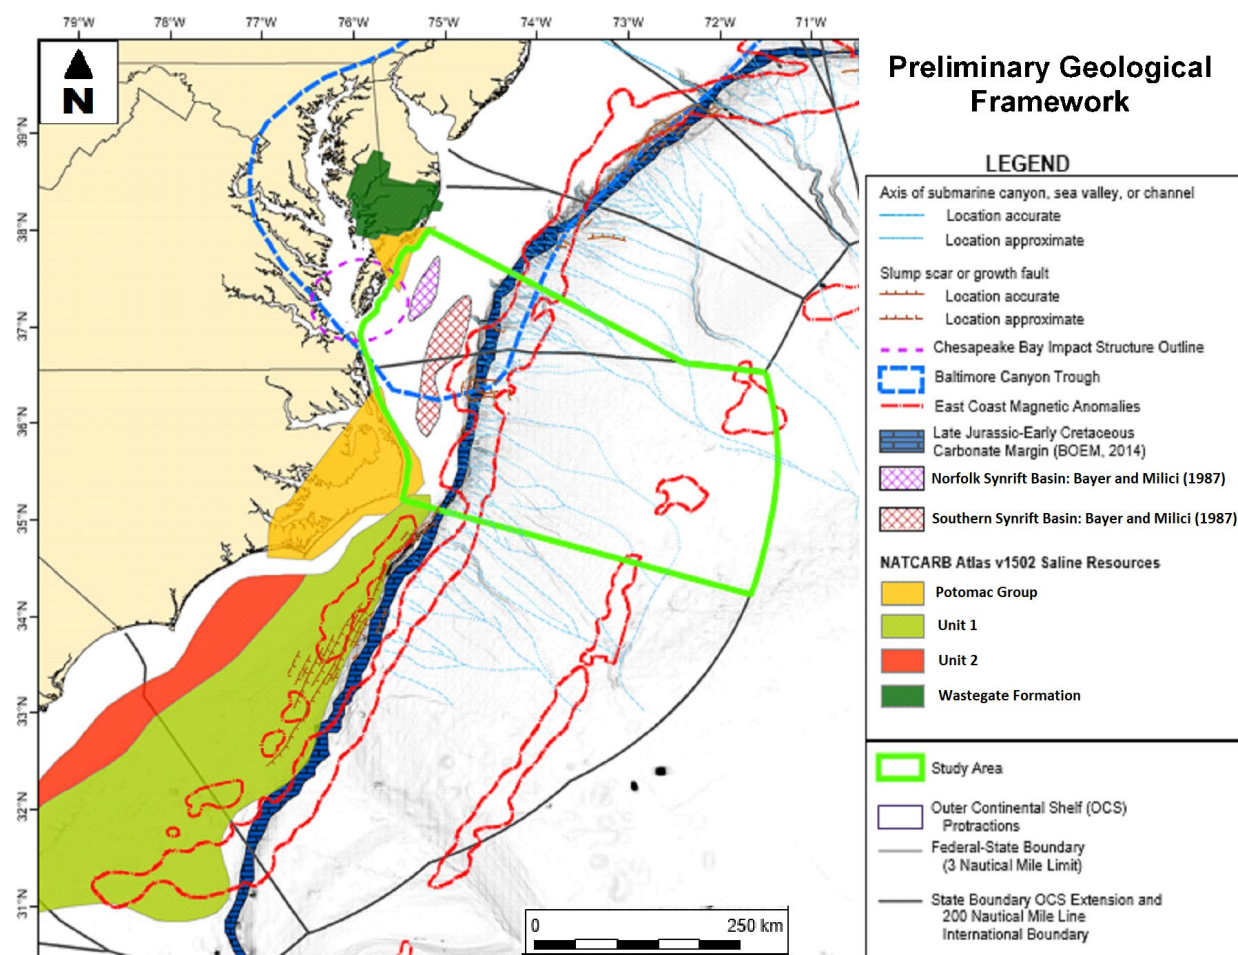 79°W 78°W 77°W 76°W 75°W 74°W 73°W 72°W 71°W
N
39°N
38°N
37°N
36°N
35°N
34°N
33°N
32°N
31°N
0 250 km
Preliminary Geological
Framework
LEGEND
Axis of submarine canyon, sea valley, or channel
Location accurate
Location approximate
Slump scar or growth fault
Location accurate
Location approximate
Chesapeake Bay Impact Structure Outline
Baltimore Canyon Trough
East Coast Magnetic Anomalies
Late Jurassic-Early Cretaceous
Carbonate Margin (BOEM, 2014)
Norfolk Synrift Basin: Bayer and Milici (1987)
Southern Synrift Basin: Bayer and Milici (1987)
NATCARB Atlas v1502 Saline Resources
Potomac Group
Unit 1
Unit 2
Wastegate Formation
Study Area
Outer Continental Shelf (OCS)
Protractions
Federal-State Boundary
(3 Nautical Mile Limit)
State Boundary OCS Extension and
200 Nautical Mile Line
International Boundary